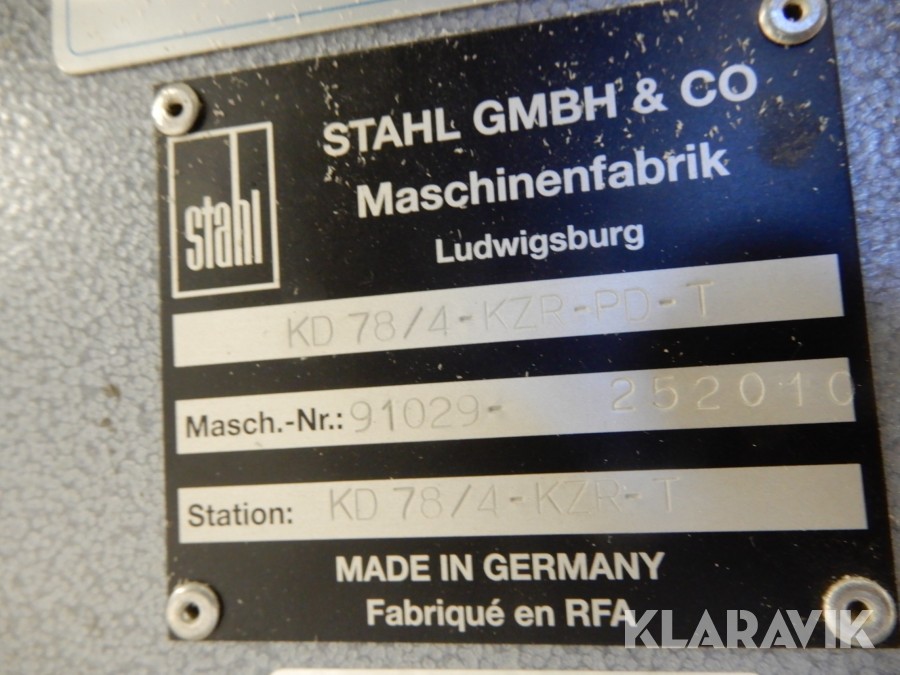 STAHL GMBH & CO
Maschinenfabrik
Ludwigsburg
stahl
KD 78/4-KZR-PD-T
Masch.-Nr.: 91029- 252010
Station: KD 78/4-KZR-T
MADE IN GERMANY
Fabriqué en RFA
KLARAVIK